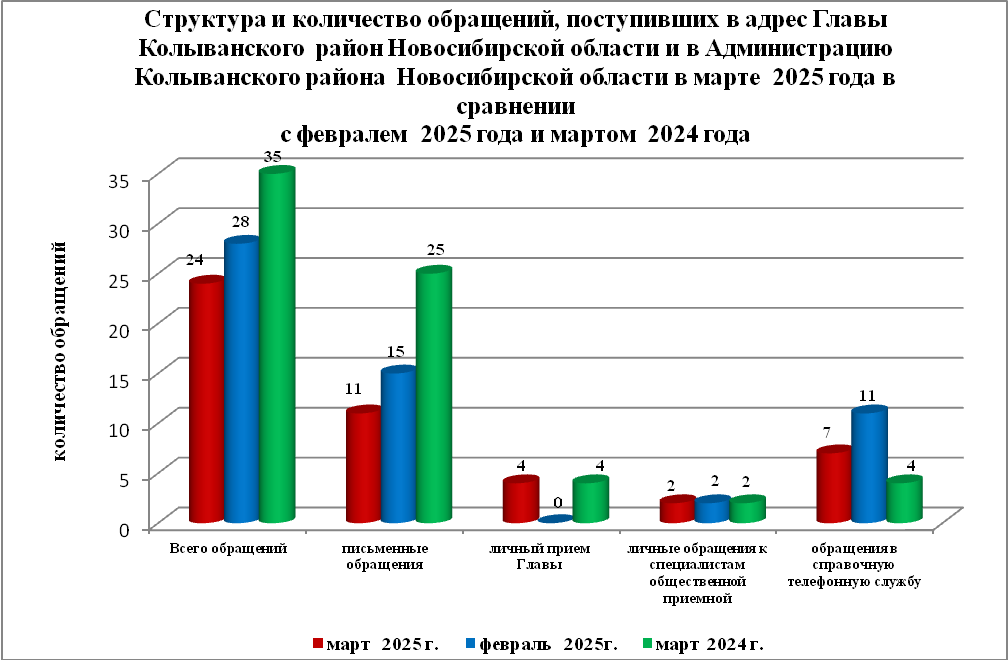 Структура и количество обращений, поступивших в адрес Главы
Колыванского район Новосибирской области и в Администрацию
Колыванского района Новосибирской области в марте 2025 года в
сравнении
с февралем 2025 года и мартом 2024 года
количество обращений
35
30
25
20
15
10
5
0
24
28
35
11
15
25
4
0
4
2
2
2
7
11
4
Всего обращений
письменные
обращения
личный прием
Главы
личные обращения к
специалистам
общественной
приемной
обращения в
справочную
телефонную службу
март 2025 г.
февраль 2025г.
март 2024 г.